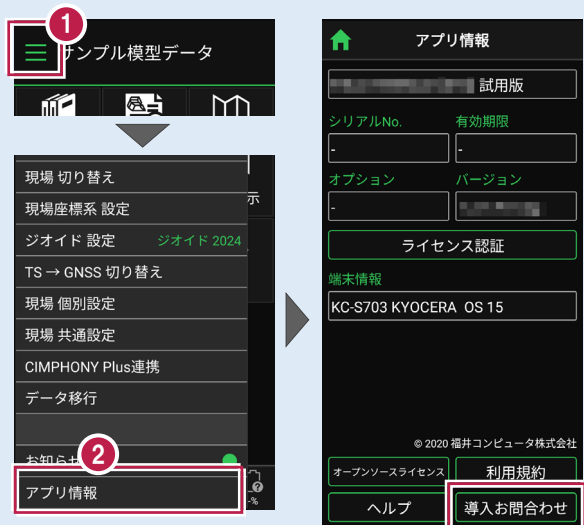 1
サンプル模型データ
現場 切り替え
現場座標系 設定
示
ジオイド 設定 ジオイド 2024
TS → GNSS 切り替え
現場 個別設定
現場 共通設定
CIMPHONY Plus連携
データ移行
お知らせ
2
アプリ情報
-%
アプリ情報
試用版
シリアルNo. 有効期限
- -
オプション バージョン
-
ライセンス認証
端末情報
KC-S703 KYOCERA OS 15
© 2020 福井コンピュータ株式会社
オープンソースライセンス 利用規約
ヘルプ 導入お問合わせ